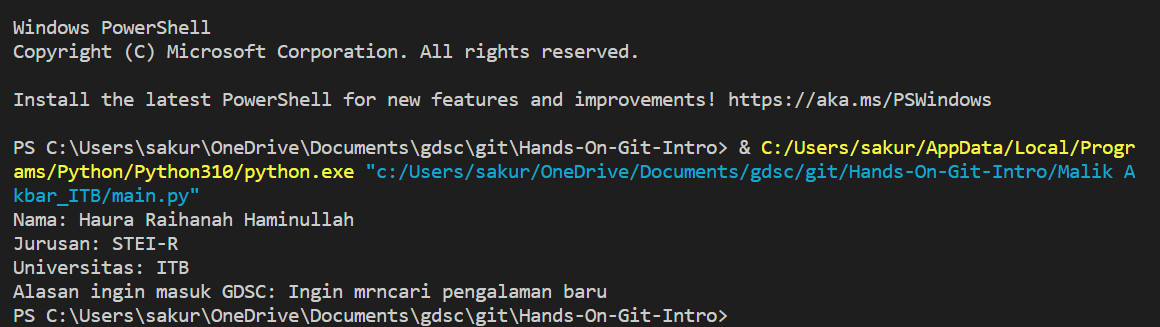 Windows PowerShell
Copyright (C) Microsoft Corporation. All rights reserved.
Install the latest PowerShell for new features and improvements! https://aka.ms/PSWindows
PS C:\Users\sakur\OneDrive\Documents\gdsc\git\Hands-On-Git-Intro> & C:/Users/sakur/AppData/Local/Progr
ams/Python/Python310/python.exe "c:/Users/sakur/OneDrive/Documents/gdsc/git/Hands-On-Git-Intro/Malik A
kbar_ITB/main.py"
Nama: Haura Raihanah Haminullah
Jurusan: STEI-R
Universitas: ITB
Alasan ingin masuk GDSC: Ingin mrncari pengalaman baru
PS C:\Users\sakur\OneDrive\Documents\gdsc\git\Hands-On-Git-Intro>